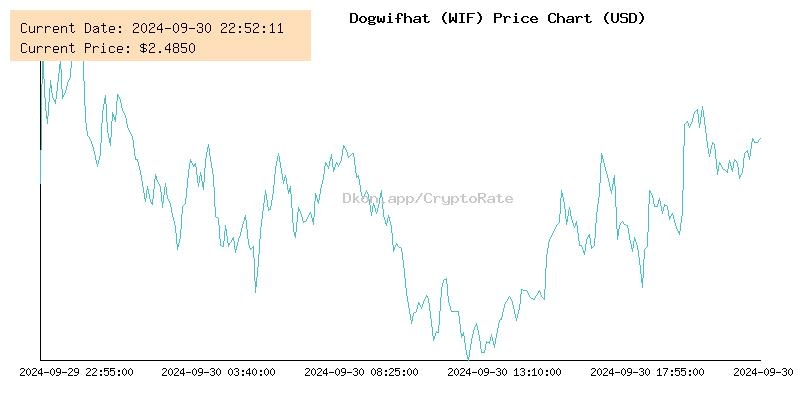 Dogwifhat (WIF) Price Chart (USD)
Current Date: 2024-09-30 22:52:11
Current Price: $2.4850
Dkoni.app/CryptoRate
2024-09-29 22:55:00
2024-09-30 03:40:00
2024-09-30 08:25:00
2024-09-30 13:10:00
2024-09-30 17:55:00
2024-09-30